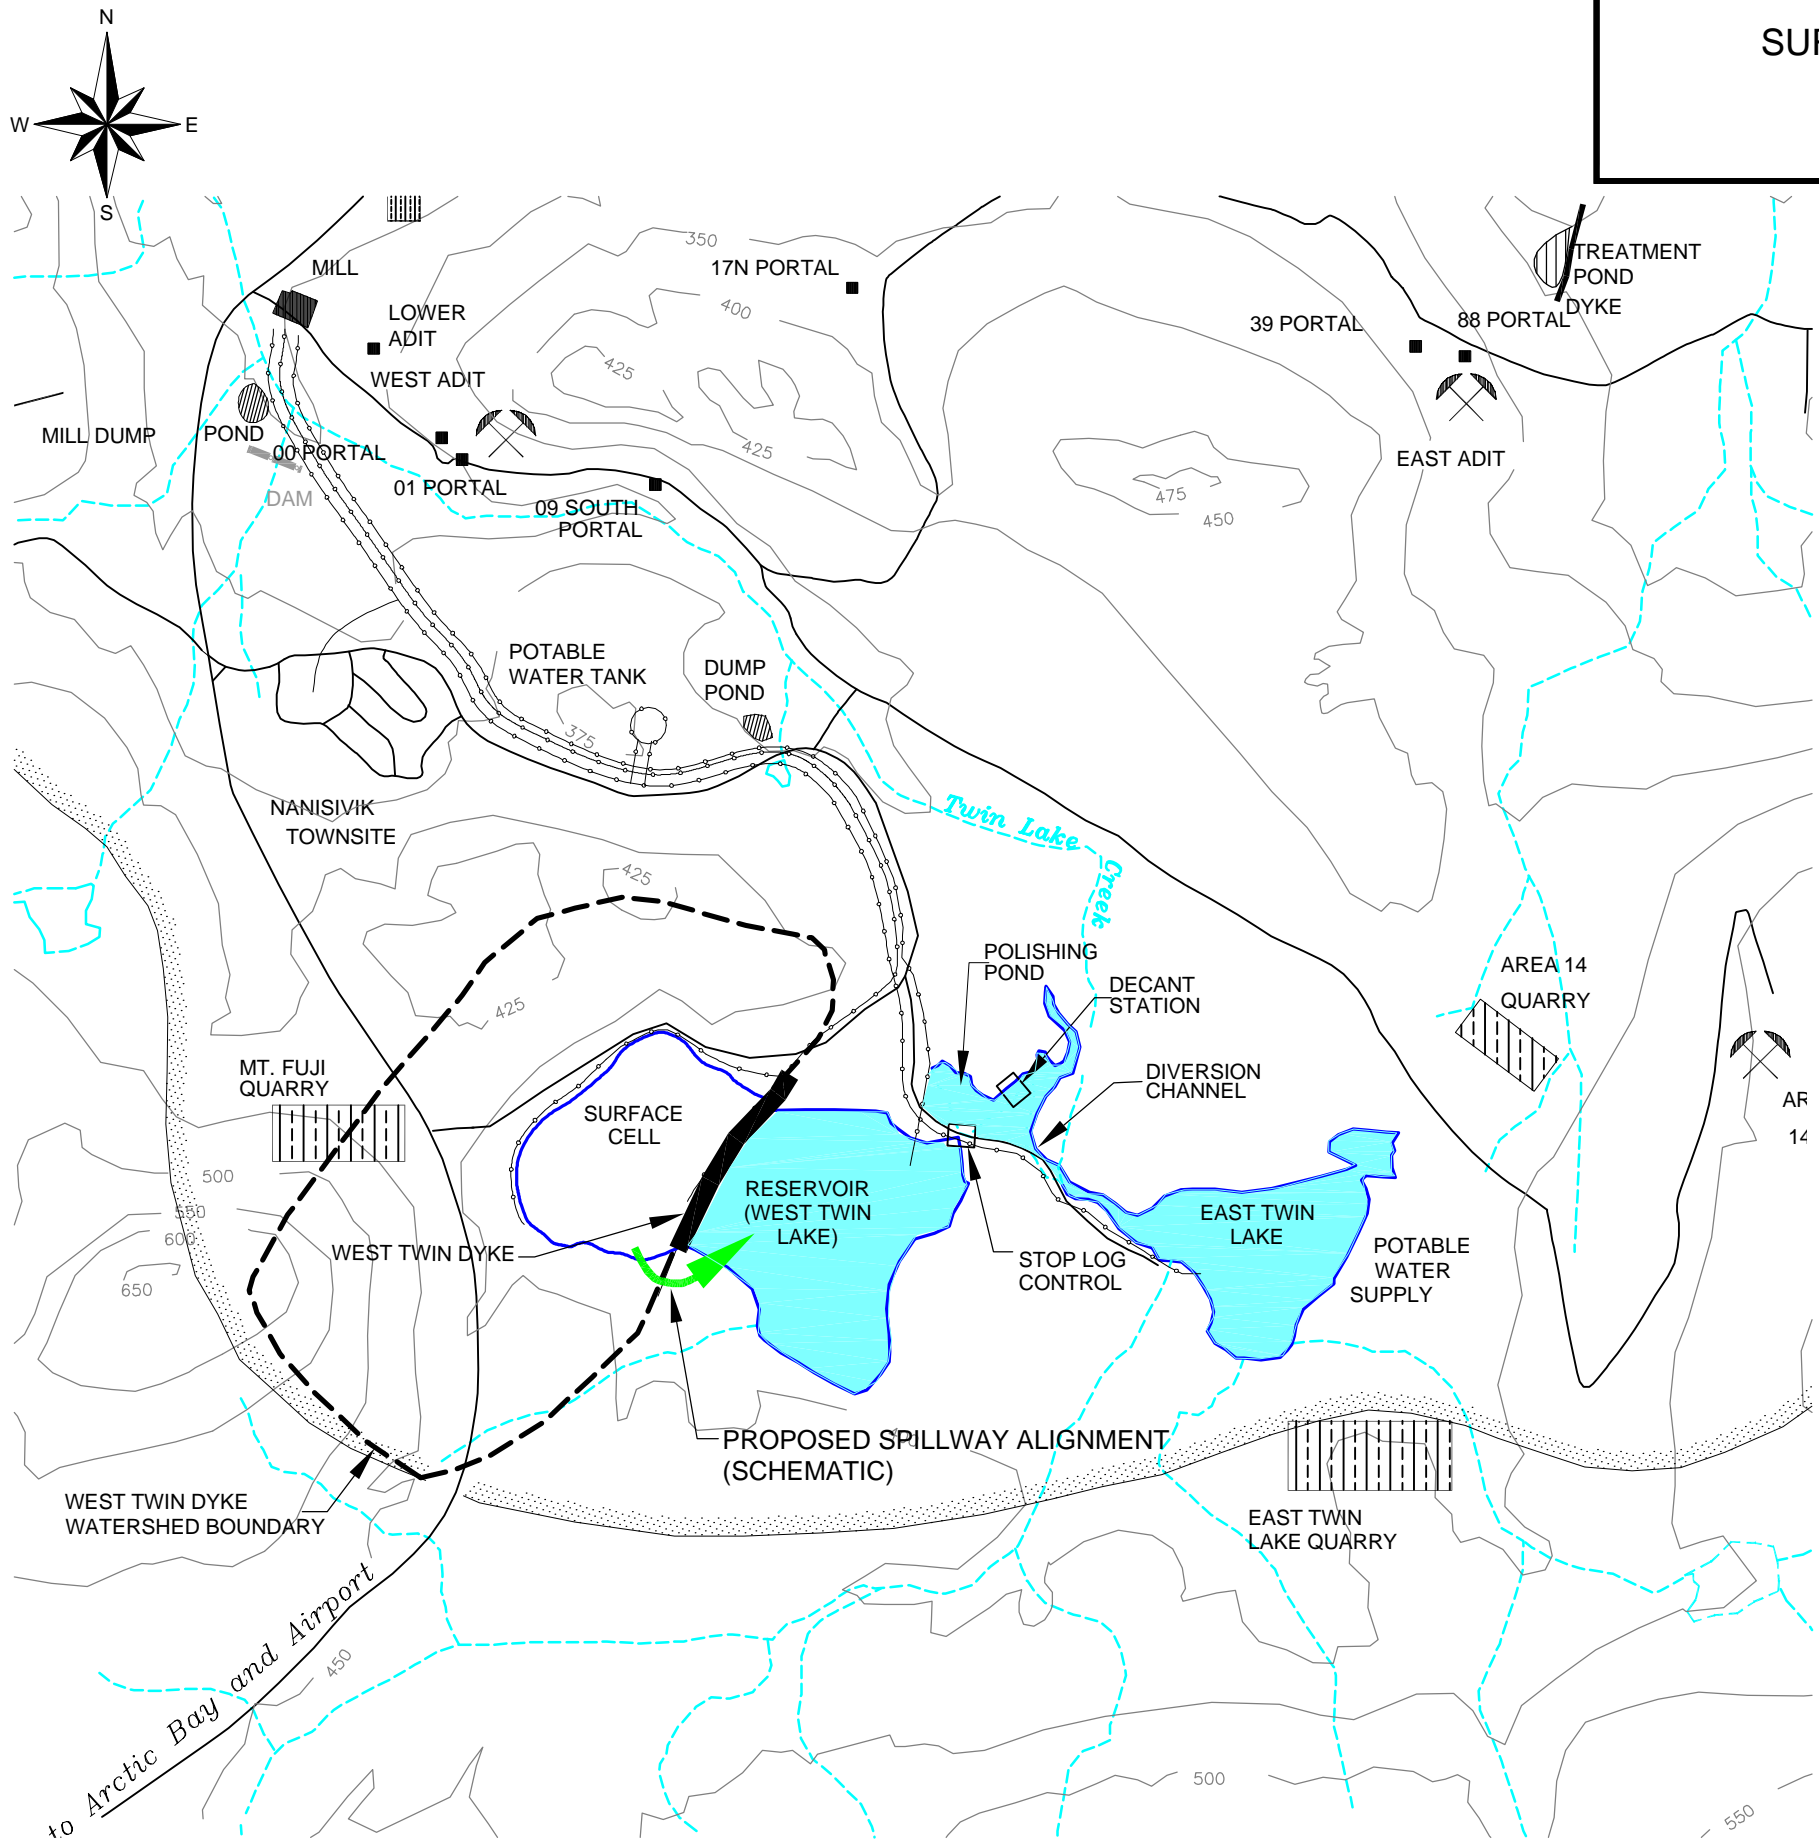 N
W
E
S
350
MILL
17N PORTAL
TREATMENT
POND
DYKE
LOWER
ADIT
400
39 PORTAL
88 PORTAL
425
WEST ADIT
MILL DUMP
POND
00 PORTAL
425
EAST ADIT
DAM
01 PORTAL
475
450
09 SOUTH
PORTAL
POTABLE
WATER TANK
DUMP
POND
375
NANISIVIK
TOWNSITE
Twin Lake
Creek
425
POLISHING
POND
AREA 14
QUARRY
DECANT
STATION
425
MT. FUJI
QUARRY
DIVERSION
CHANNEL
SURFACE
CELL
500
RESERVOIR
(WEST TWIN
LAKE)
550
EAST TWIN
LAKE
600
WEST TWIN DYKE
POTABLE
WATER
SUPPLY
STOP LOG
CONTROL
650
PROPOSED SPILLWAY ALIGNMENT
(SCHEMATIC)
WEST TWIN DYKE
WATERSHED BOUNDARY
EAST TWIN
LAKE QUARRY
to Arctic Bay and Airport
450
500
550
14